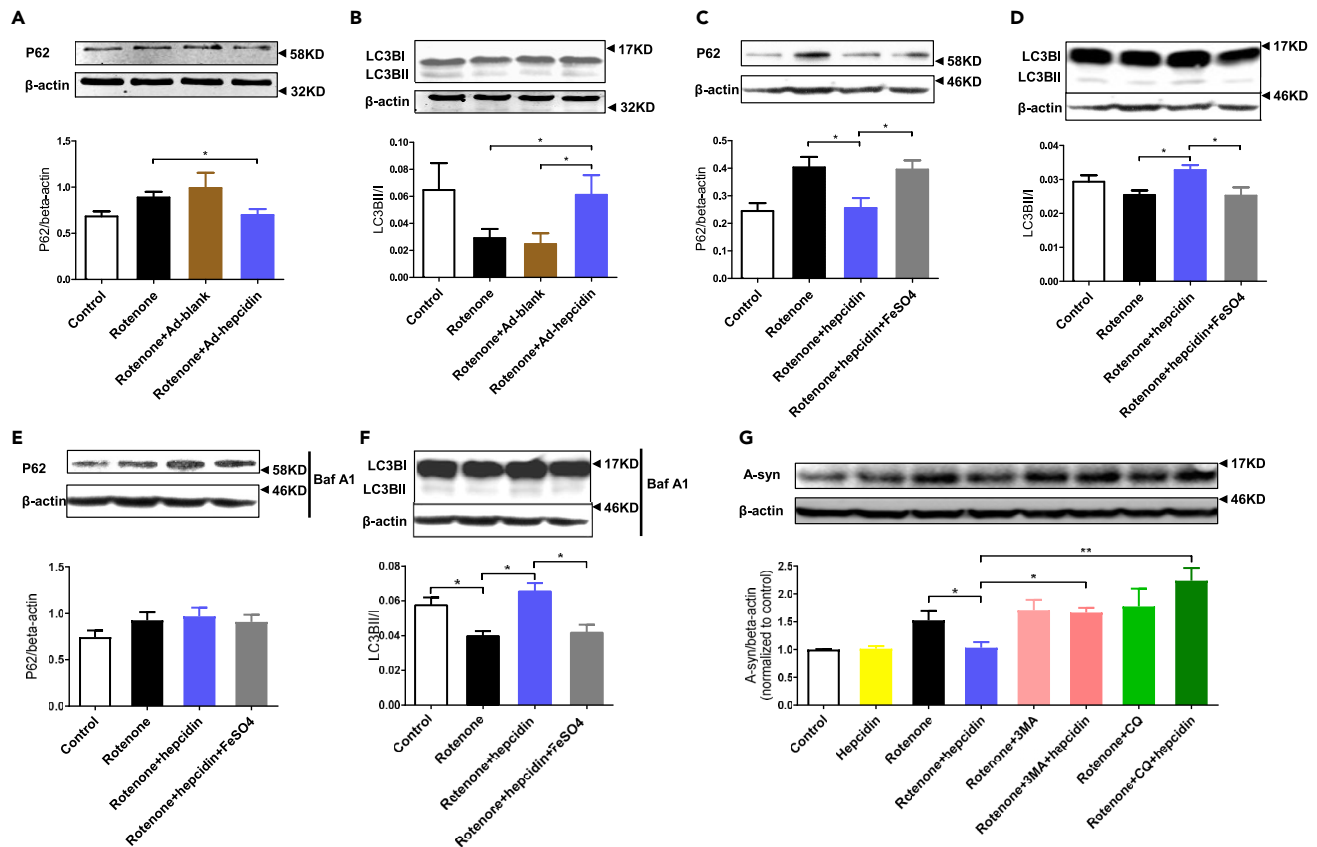 A
P62
◄58KD
β-actin
◄32KD
P62/beta-actin
1.5
1.0
0.5
0.0
*
Control
Rotenone
Rotenone+Ad-blank
Rotenone+Ad-hepcidin
B
◄17KD
LC3BI
LC3BII
β-actin
◄32KD
LC3BII/I
0.10
0.08
0.06
0.04
0.02
0.00
*
*
Control
Rotenone
Rotenone+Ad-blank
Rotenone+Ad-hepcidin
C
P62
◄58KD
◄46KD
β-actin
P62/beta-actin
0.5
0.4
0.3
0.2
0.1
0.0
*
*
Control
Rotenone
Rotenone+hepcidin
Rotenone+hepcidin+FeSO4
D
◄17KD
LC3BI
LC3BII
◄46KD
β-actin
LC3BII/I
0.04
0.03
0.02
0.01
0.00
*
*
Control
Rotenone
Rotenone+hepcidin
Rotenone+hepcidin+FeSO4
E
P62
◄58KD
◄46KD
β-actin
Baf A1
P62/beta-actin
1.5
1.0
0.5
0.0
Control
Rotenone
Rotenone+hepcidin
Rotenone+hepcidin+FeSO4
F
LC3BI
◄17KD
LC3BII
◄46KD
β-actin
Baf A1
LC3BII/I
0.08
0.06
0.04
0.02
0.00
*
*
*
Control
Rotenone
Rotenone+hepcidin
Rotenone+hepcidin+FeSO4
G
◄17KD
A-syn
◄46KD
β-actin
A-syn/beta-actin
(normalized to control)
2.5
2.0
1.5
1.0
0.5
0.0
**
*
*
Control
Hepcidin
Rotenone
Rotenone+hepcidin
Rotenone+3MA
Rotenone+3MA+hepcidin
Rotenone+CQ
Rotenone+CQ+hepcidin